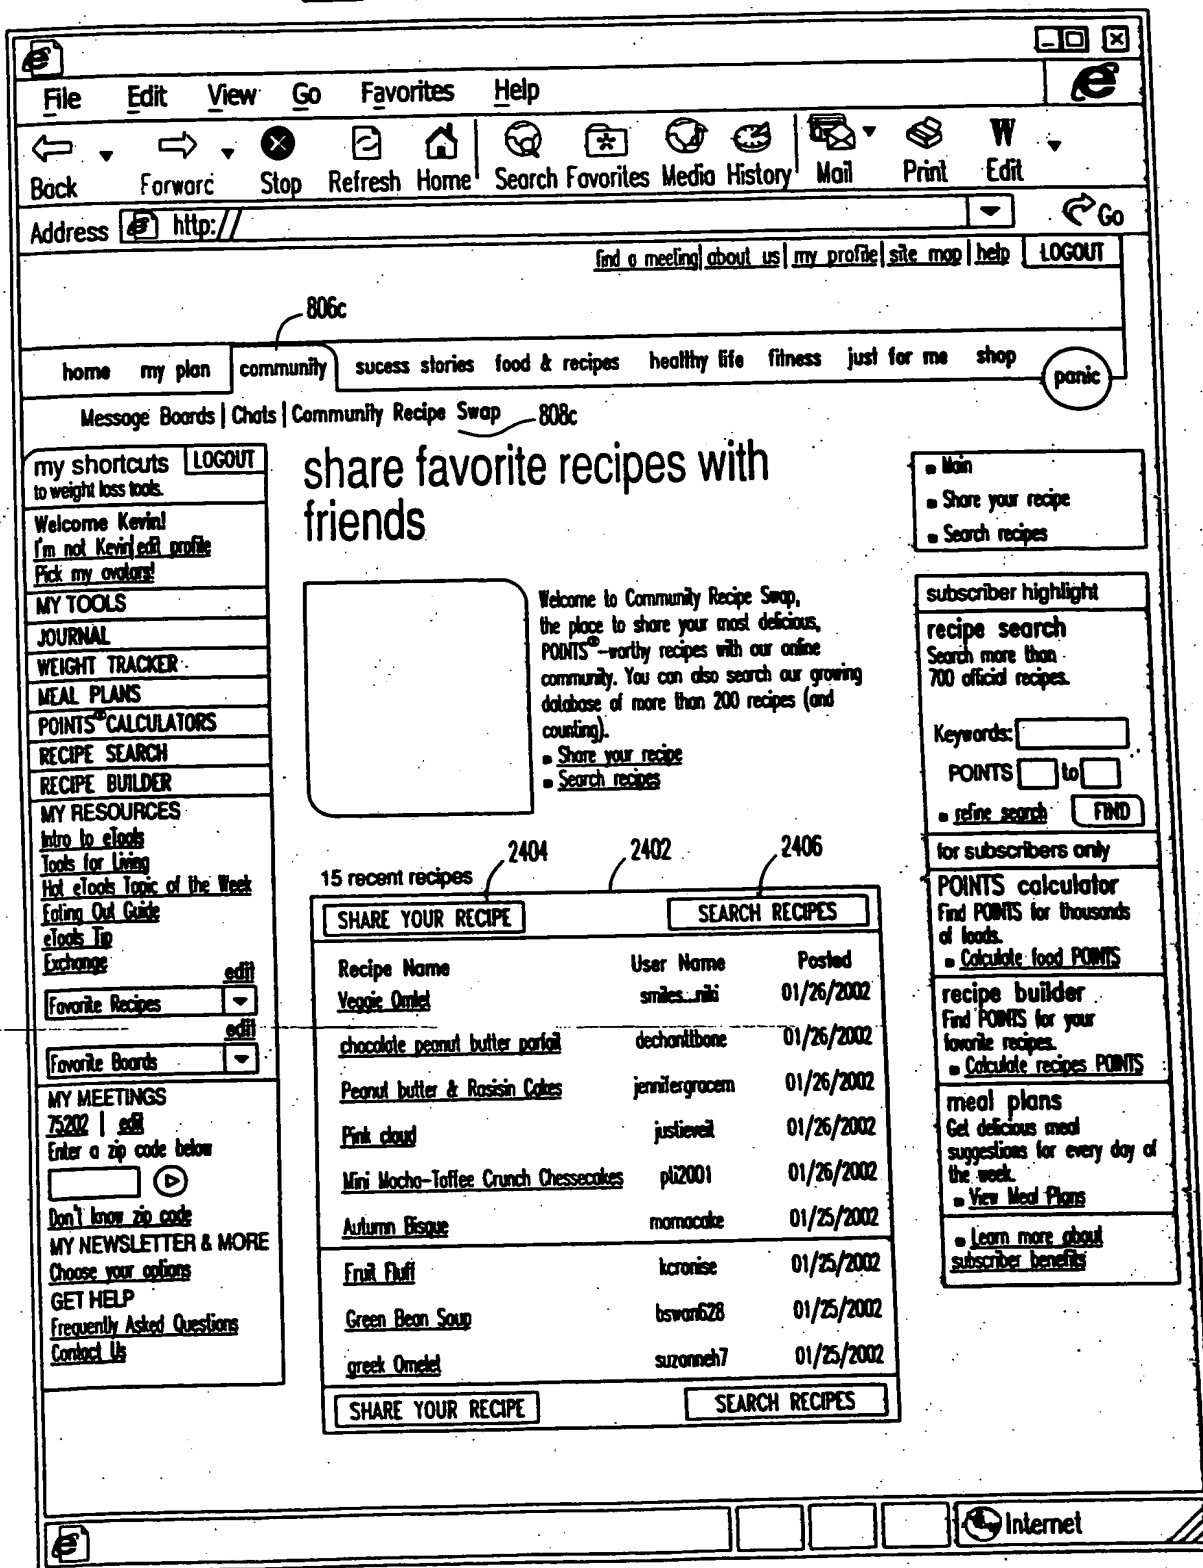 File Edit View Go Favorites Help
Back Forward Stop Refresh Home Search Favorites Media History Mail Print Edit
Address http:// Go
find a meeting | about us | my profile | site map | help LOGOUT
806c
home my plan community sucess stories food & recipes healthy life fitness just for me shop panic
Message Boards | Chats | Community Recipe Swap 808c
my shortcuts LOGOUT
to weight loss tools.
Welcome Kevin!
I'm not Kevin | edit profile
Pick my avatars!
MY TOOLS
JOURNAL
WEIGHT TRACKER
MEAL PLANS
POINTS® CALCULATORS
RECIPE SEARCH
RECIPE BUILDER
MY RESOURCES
Intro to eTools
Tools for Living
Hot eTools Topic of the Week
Eating Out Guide
eTools Tip
Exchange
edit
Favorite Recipes
edit
Favorite Boards
MY MEETINGS
75202 | edit
Enter a zip code below
Don't know zip code
MY NEWSLETTER & MORE
Choose your options
GET HELP
Frequently Asked Questions
Contact Us
share favorite recipes with
friends
Welcome to Community Recipe Swap,
the place to share your most delicious,
POINTS®-worthy recipes with our online
community. You can also search our growing
database of more than 200 recipes (and
counting).
Share your recipe
Search recipes
2404 2402 2406
15 recent recipes
SHARE YOUR RECIPE SEARCH RECIPES
Recipe Name User Name Posted
Veggie Omlet smiles...niki 01/26/2002
chocolate peanut butter parfait dechanttbone 01/26/2002
Peanut butter & Rasisin Cakes jennifergracem 01/26/2002
Pink cloud justieveil 01/26/2002
Mini Mocha-Toffee Crunch Chessecakes pli2001 01/26/2002
Autumn Bisque momacake 01/25/2002
Fruit Fluff kcronise 01/25/2002
Green Bean Soup bswan628 01/25/2002
greek Omelet suzanneh7 01/25/2002
SHARE YOUR RECIPE SEARCH RECIPES
Main
Share your recipe
Search recipes
subscriber highlight
recipe search
Search more than
700 official recipes.
Keywords:
POINTS to
refine search FIND
for subscribers only
POINTS calculator
Find POINTS for thousands
of foods.
Calculate food POINTS
recipe builder
Find POINTS for your
favorite recipes.
Calculate recipes POINTS
meal plans
Get delicious meal
suggestions for every day of
the week.
View Meal Plans
Learn more about
subscriber benefits
Internet